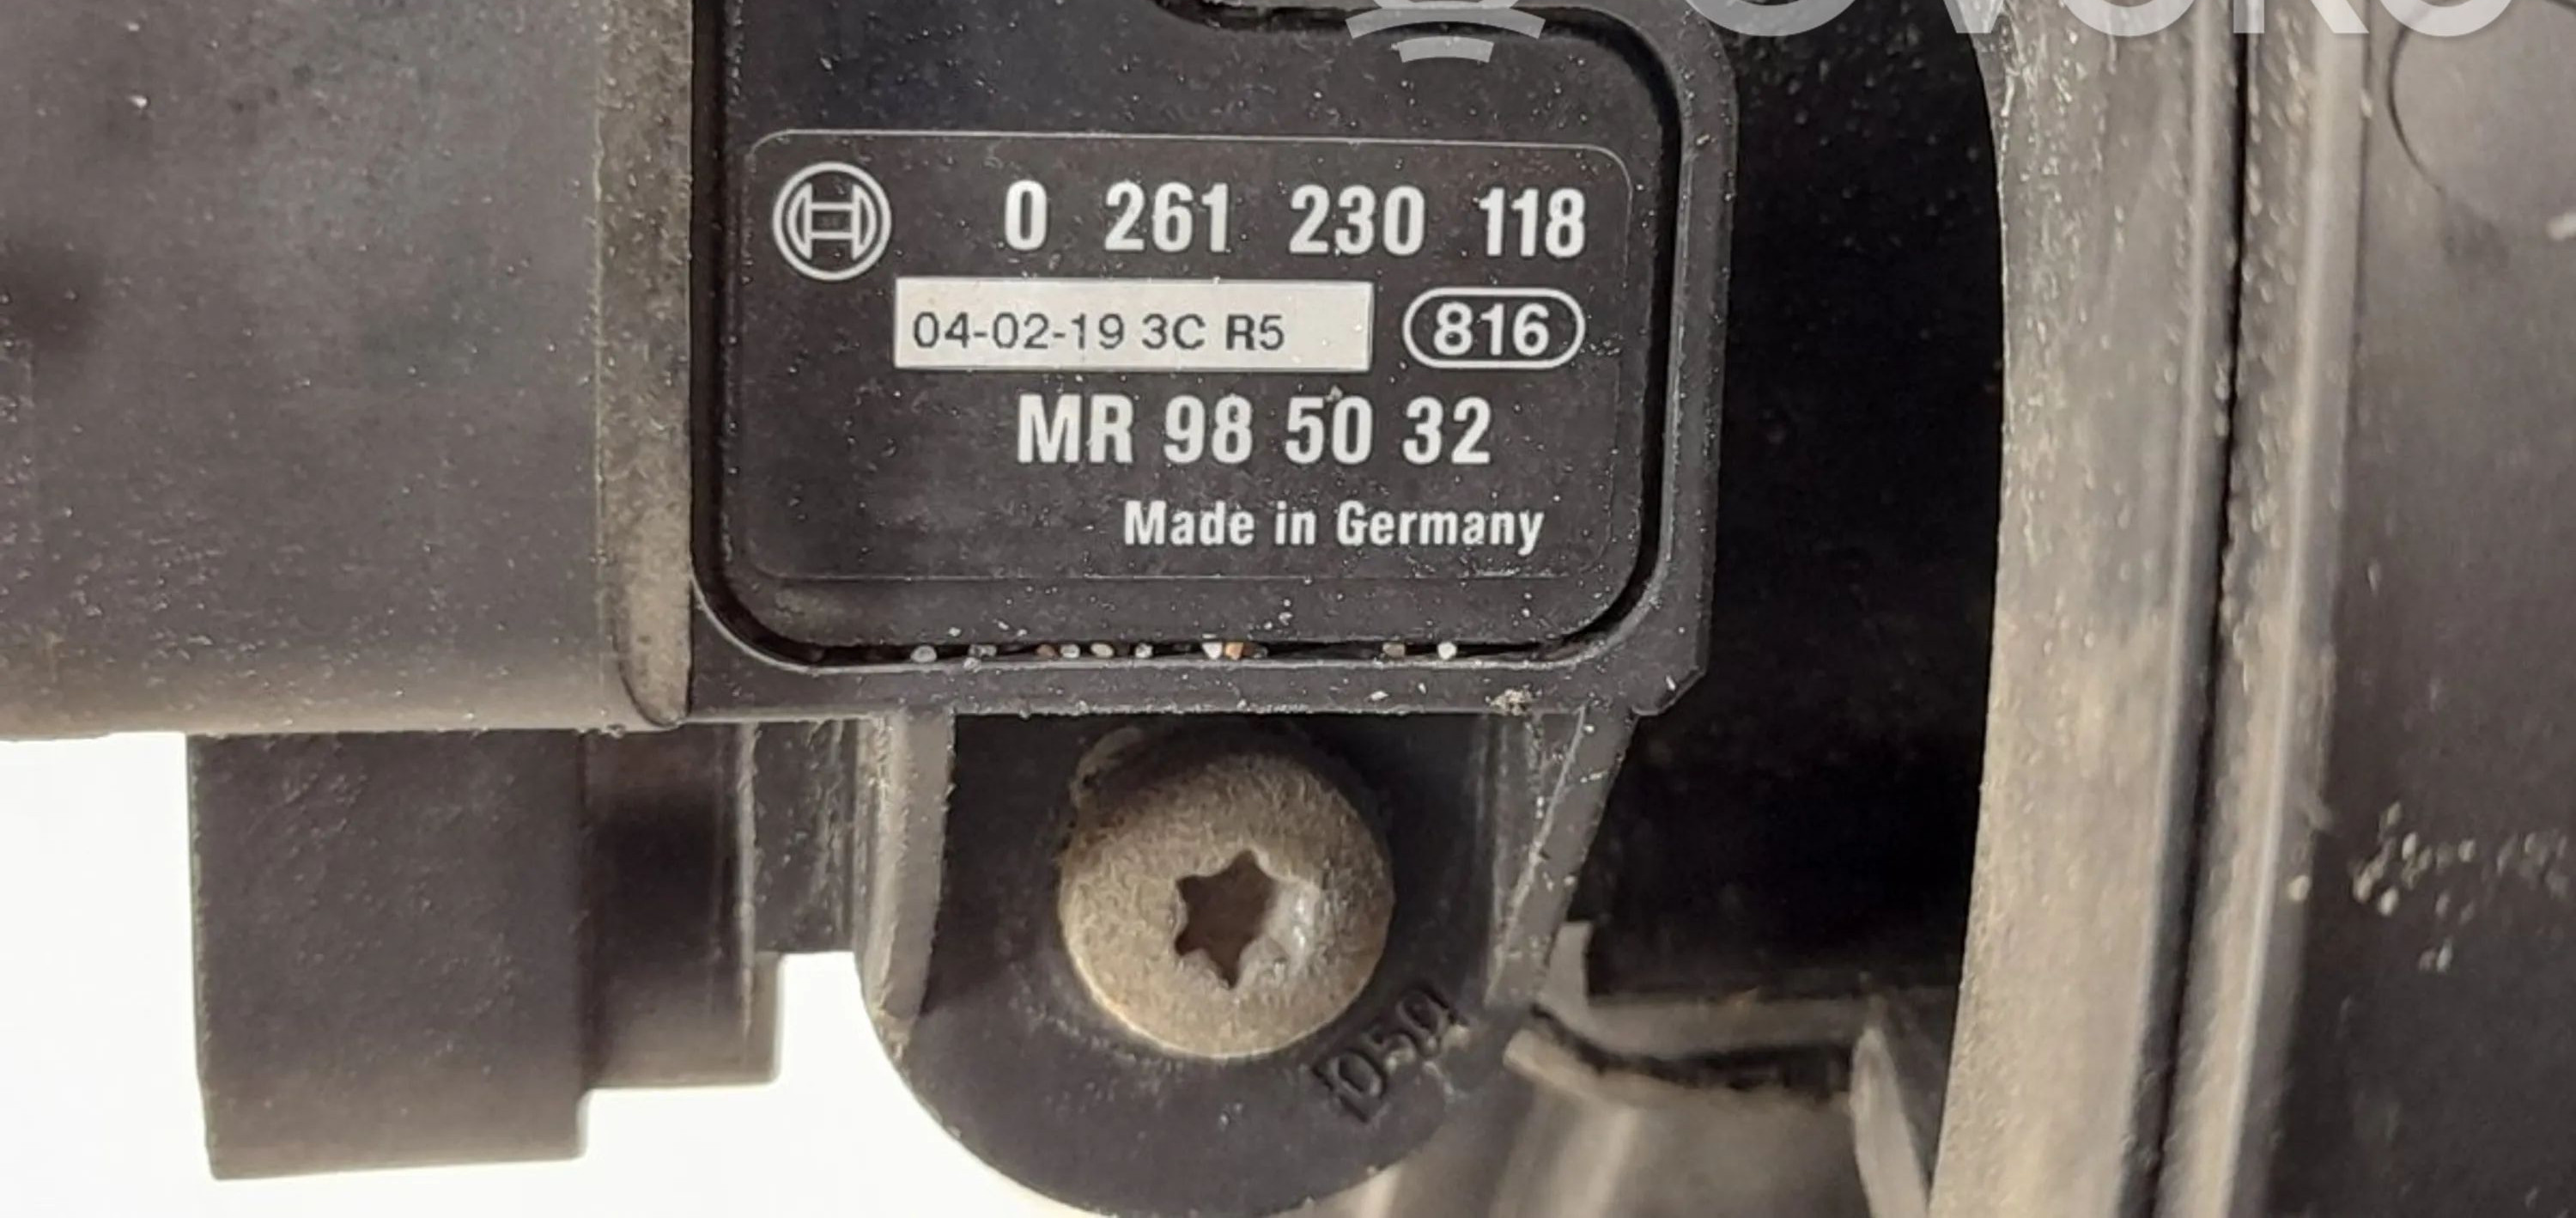 0 261 230 118
04-02-19 3C R5
816
MR 98 50 32
Made in Germany